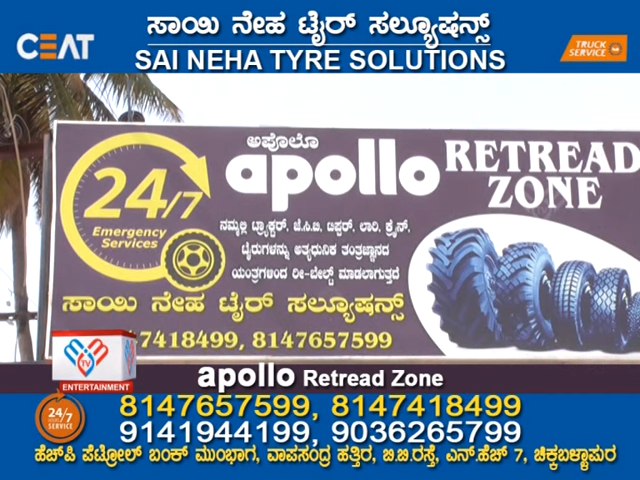 CEAT
ಸಾಯಿ ನೇಹ ಟೈರ್ ಸಲ್ಯೂಷನ್ಸ್
SAI NEHA TYRE SOLUTIONS
TRUCK SERVICE
24/7
Emergency
Services
ಅಪೊಲೊ
apollo
RETREAD
ZONE
ನಮ್ಮಲ್ಲಿ ಟ್ರ್ಯಾಕ್ಟರ್, ಜೆ.ಸಿ.ಬಿ, ಟಿಪ್ಪರ್, ಲಾರಿ, ಕ್ರೈನ್,
ಟೈರುಗಳನ್ನು ಅತ್ಯಧುನಿಕ ತಂತ್ರಜ್ಞಾನದ
ಯಂತ್ರಗಳಿಂದ ರೀ-ಬೆಲ್ಟ್ ಮಾಡಲಾಗುತ್ತದೆ
ಸಾಯಿ ನೇಹ ಟೈರ್ ಸಲ್ಯೂಷನ್ಸ್
7418499, 8147657599
TV
ENTERTAINMENT
apollo Retread Zone
24/7
SERVICE
8147657599, 8147418499
9141944199, 9036265799
ಹೆಚ್‌ಪಿ ಪೆಟ್ರೋಲ್ ಬಂಕ್ ಮುಂಭಾಗ, ವಾಪಸಂದ್ರ ಹತ್ತಿರ, ಬಿ.ಬಿ.ರಸ್ತೆ, ಎನ್.ಹೆಚ್ 7, ಚಿಕ್ಕಬಳ್ಳಾಪುರ